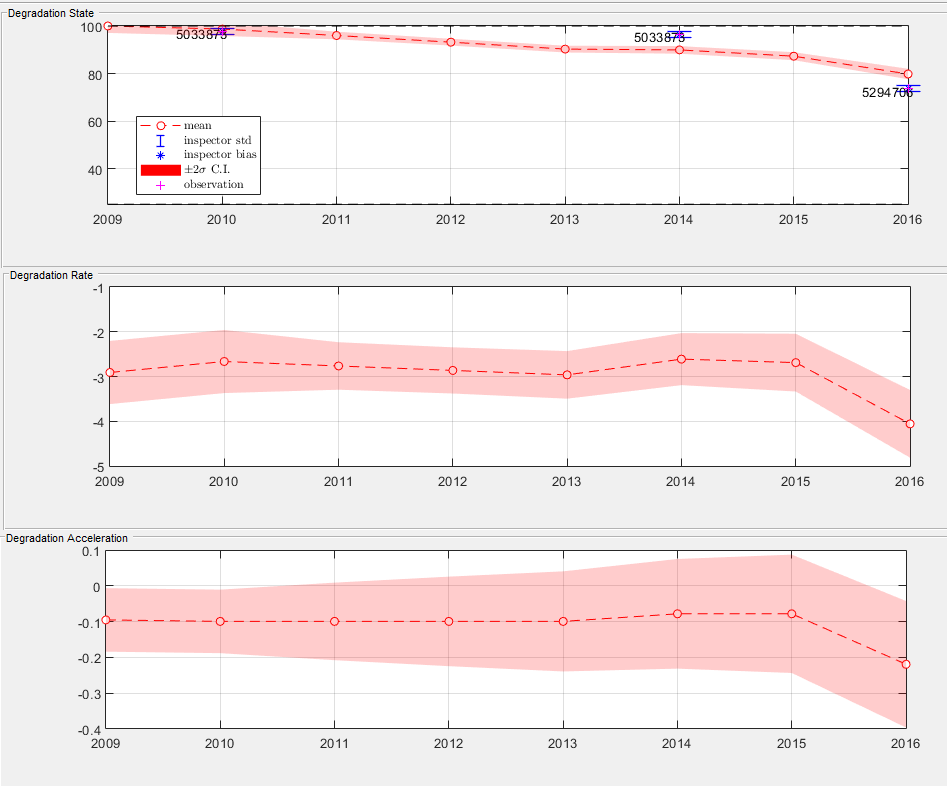 Degradation State
100
80
60
40
5033873
5033873
5294706
mean
inspector std
inspector bias
±2σ C.I.
observation
2009 2010 2011 2012 2013 2014 2015 2016
Degradation Rate
-1
-2
-3
-4
-5
2009 2010 2011 2012 2013 2014 2015 2016
Degradation Acceleration
0.1
0
-0.1
-0.2
-0.3
-0.4
2009 2010 2011 2012 2013 2014 2015 2016